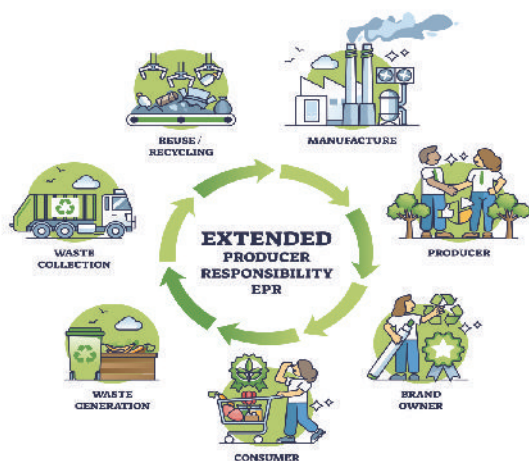 EXTENDED
PRODUCER
RESPONSIBILITY
EPR
MANUFACTURE
PRODUCER
BRAND
OWNER
CONSUMER
WASTE
GENERATION
WASTE
COLLECTION
REUSE /
RECYCLING